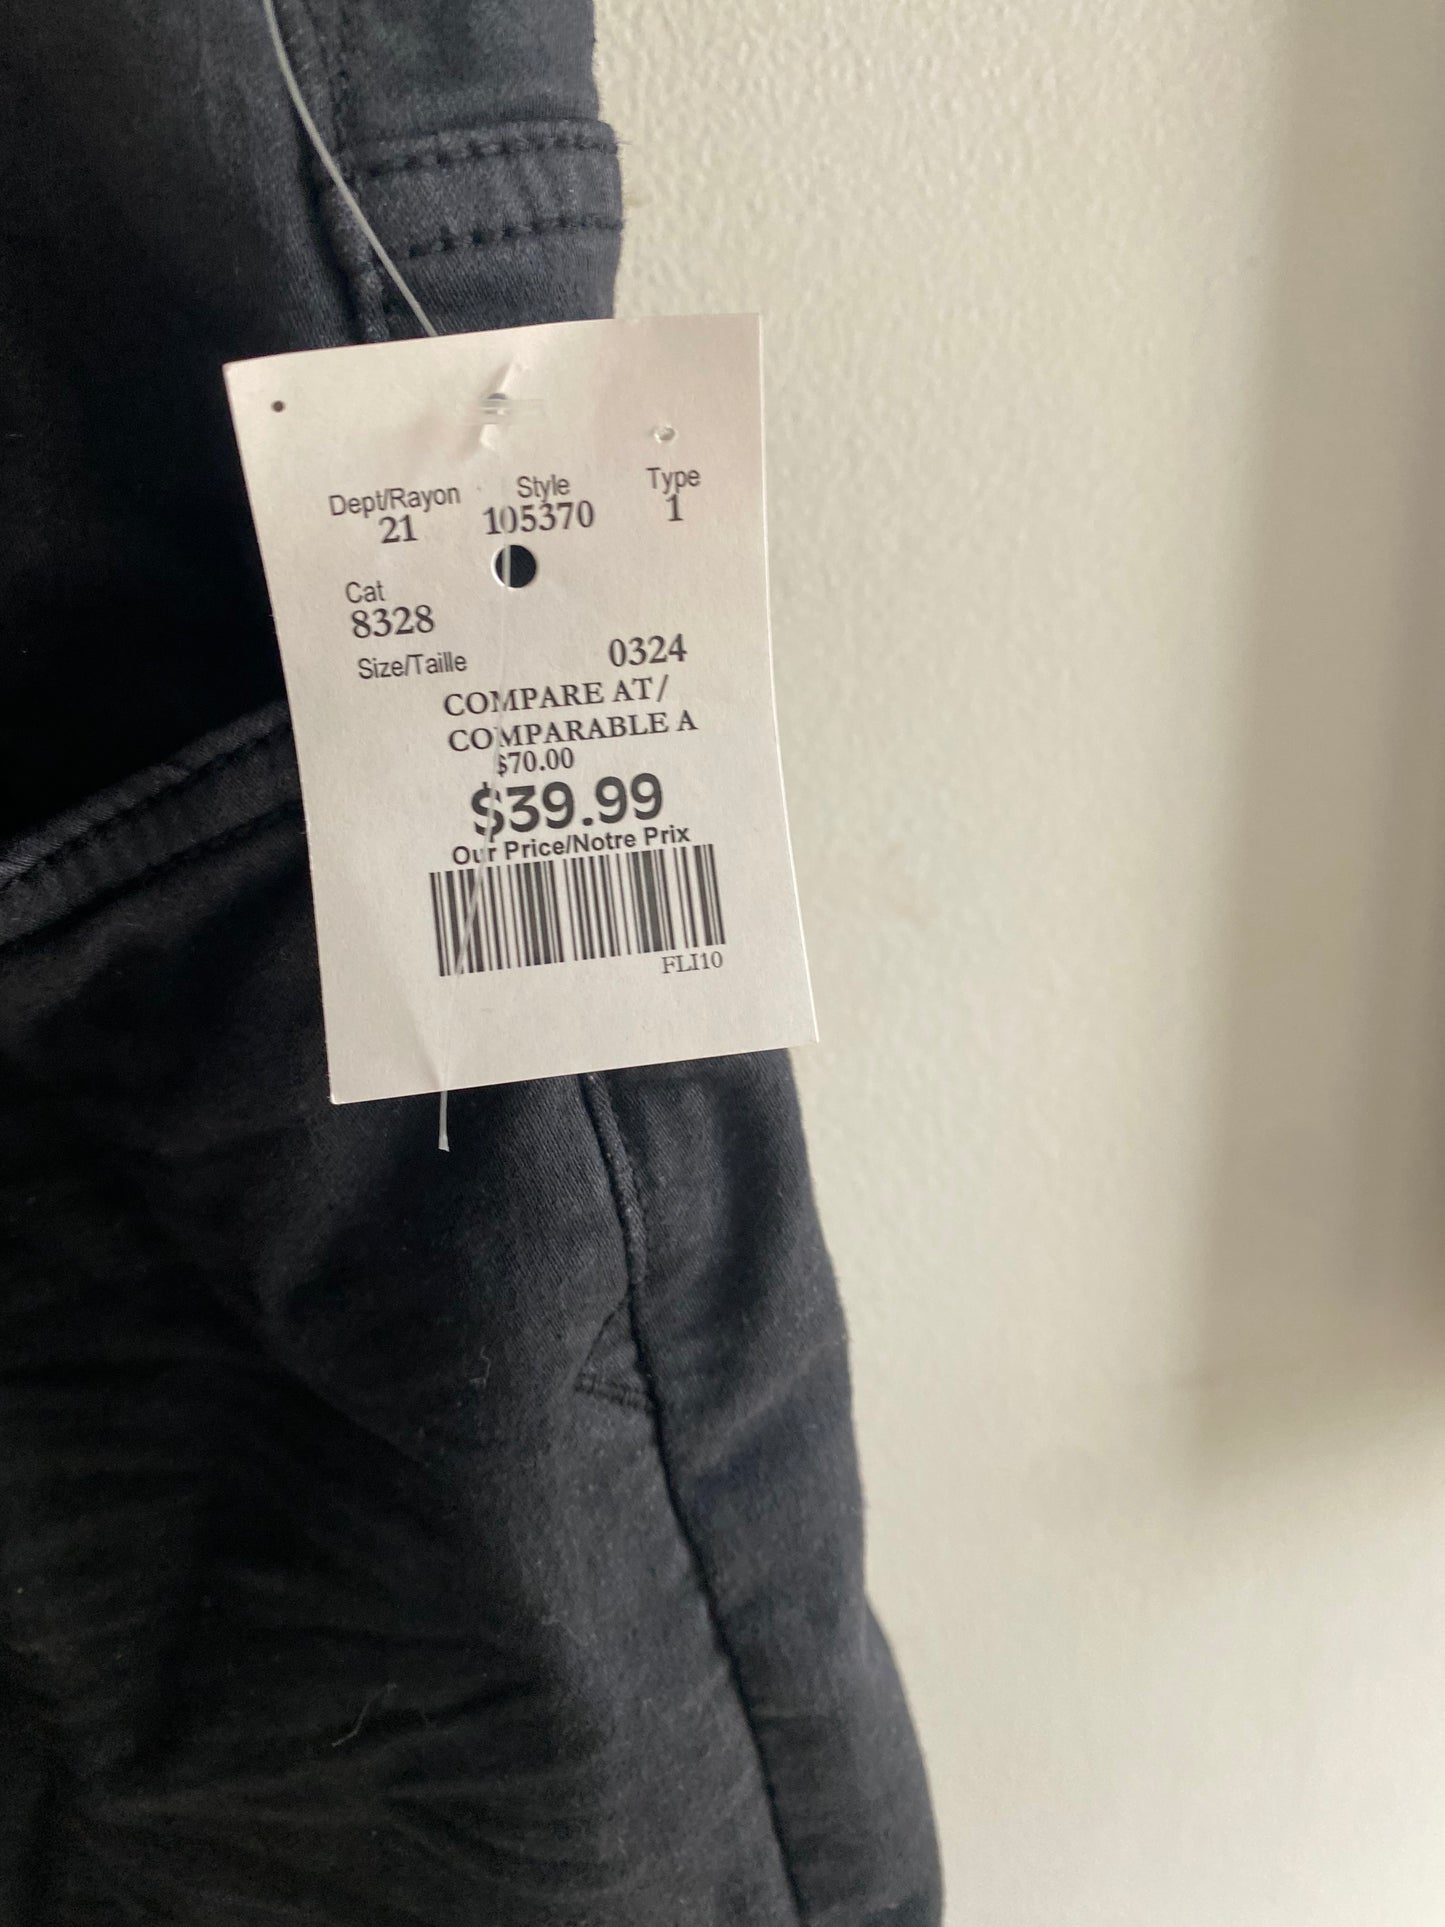 Dept/Rayon Style Type
21 105370 1
Cat
8328
Size/Taille 0324
COMPARE AT/
COMPARABLE A
$70.00
$39.99
Our Price/Notre Prix
FLI10